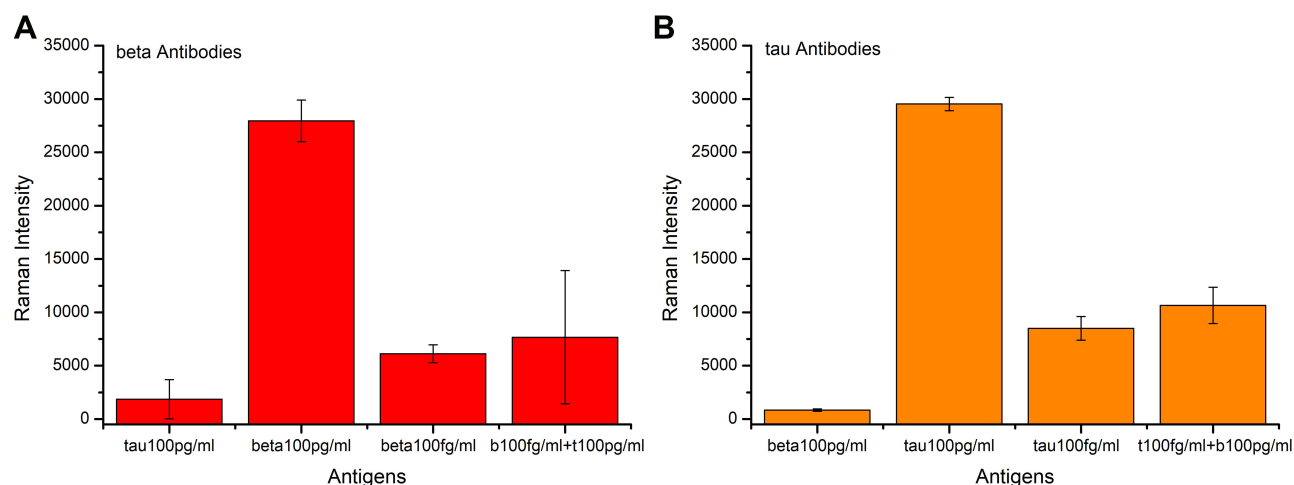 A
beta Antibodies
35000
30000
25000
20000
15000
10000
5000
0
Raman Intensity
tau100pg/ml beta100pg/ml beta100fg/ml b100fg/ml+t100pg/ml
Antigens
B
tau Antibodies
35000
30000
25000
20000
15000
10000
5000
0
Raman Intensity
beta100pg/ml tau100pg/ml tau100fg/ml t100fg/ml+b100pg/ml
Antigens